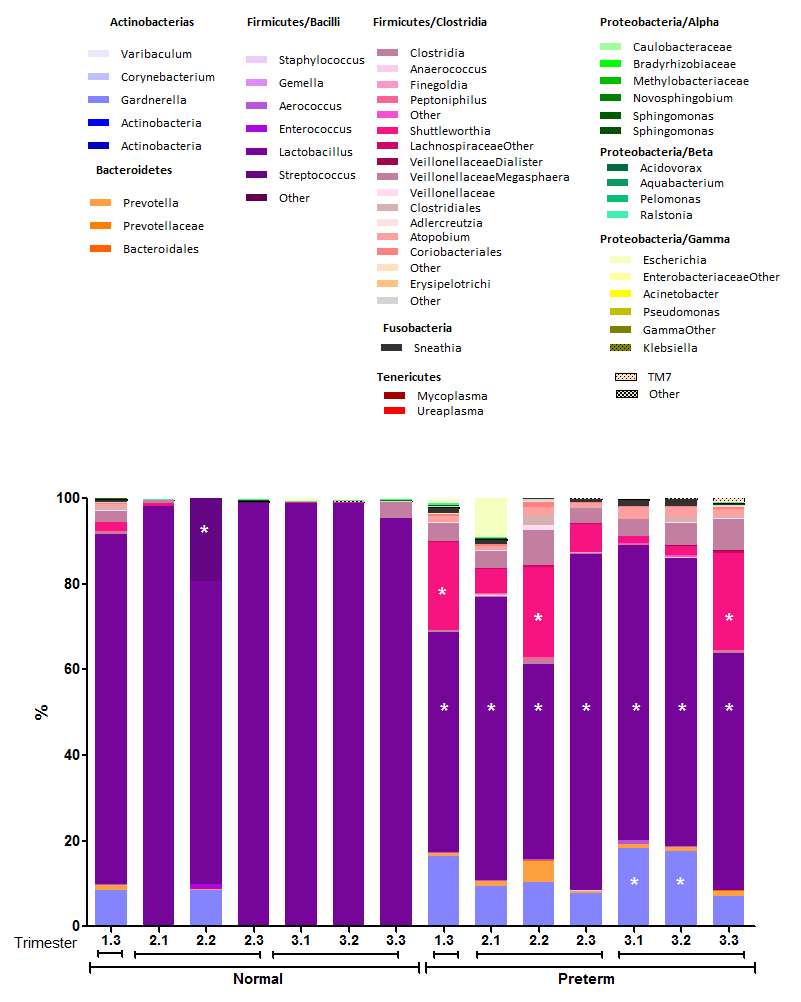 Actinobacterias
Varibaculum
Corynebacterium
Gardnerella
Actinobacteria
Actinobacteria
Bacteroidetes
Prevotella
Prevotellaceae
Bacteroidales
Firmicutes/Bacilli
Staphylococcus
Gemella
Aerococcus
Enterococcus
Lactobacillus
Streptococcus
Other
Firmicutes/Clostridia
Clostridia
Anaerococcus
Finegoldia
Peptoniphilus
Other
Shuttleworthia
LachnospiraceaeOther
VeillonellaceaeDialister
VeillonellaceaeMegasphaera
Veillonellaceae
Clostridiales
Adlercreutzia
Atopobium
Coriobacteriales
Other
Erysipelotrichi
Other
Fusobacteria
Sneathia
Tenericutes
Mycoplasma
Ureaplasma
Proteobacteria/Alpha
Caulobacteraceae
Bradyrhizobiaceae
Methylobacteriaceae
Novosphingobium
Sphingomonas
Sphingomonas
Proteobacteria/Beta
Acidovorax
Aquabacterium
Pelomonas
Ralstonia
Proteobacteria/Gamma
Escherichia
EnterobacteriaceaeOther
Acinetobacter
Pseudomonas
GammaOther
Klebsiella
TM7
Other
100
80
60
40
20
0
%
* * * *
* * * * * * * *
* *
Trimester 1.3 2.1 2.2 2.3 3.1 3.2 3.3 1.3 2.1 2.2 2.3 3.1 3.2 3.3
Normal Preterm